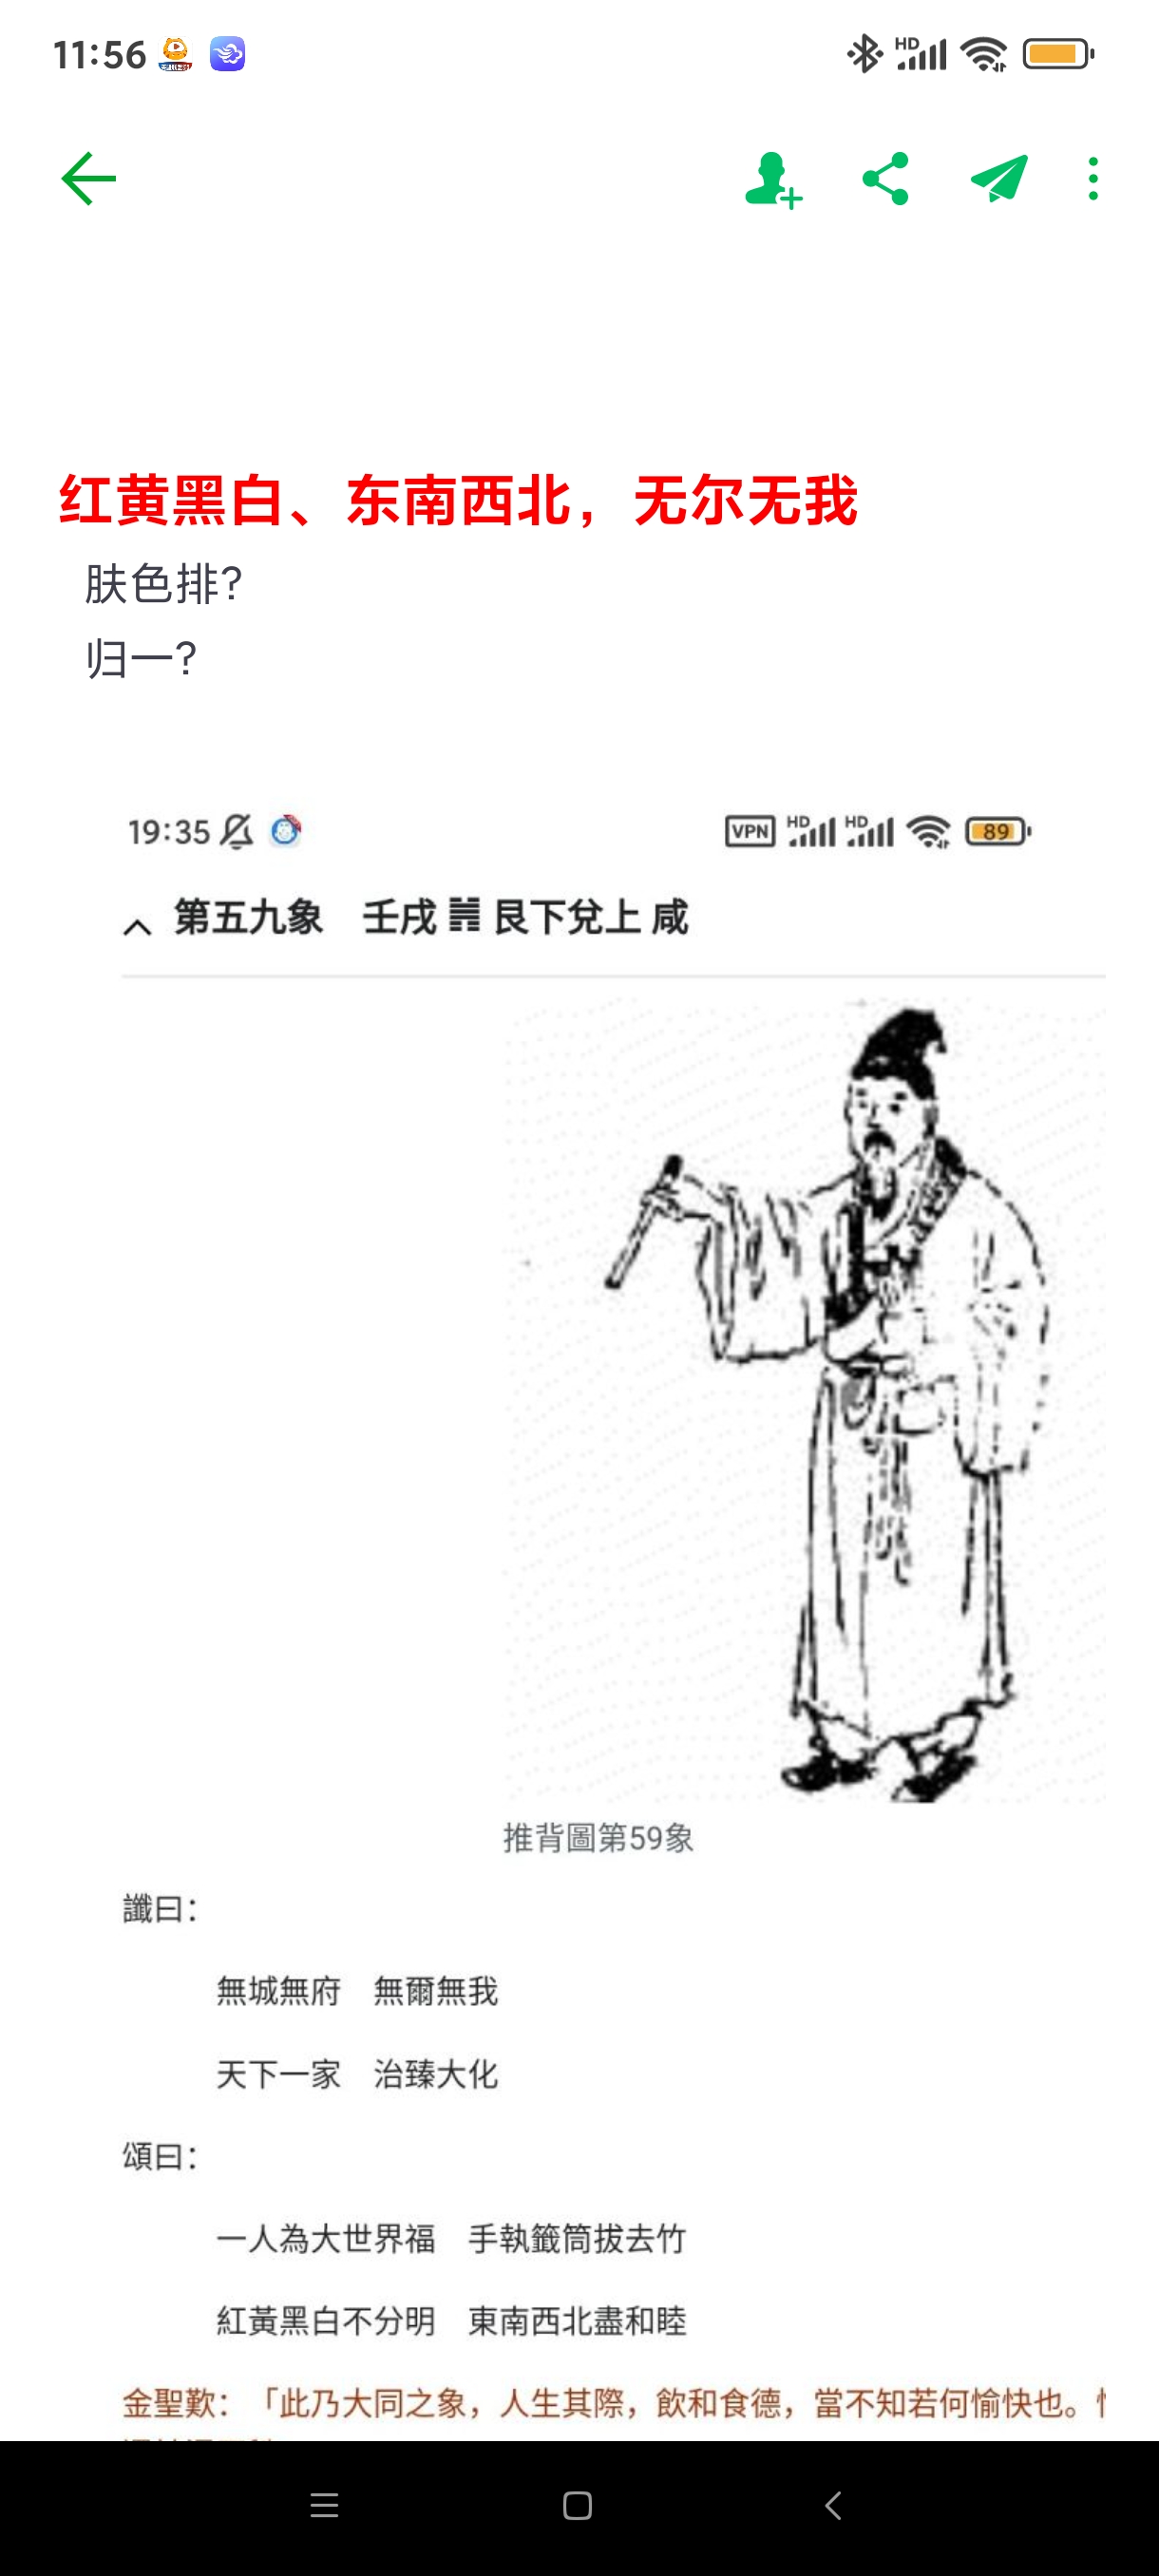 11:56
HD
红黄黑白、东南西北，无尔无我
肤色排?
归一?
19:35
VPN HD HD 89
第五九象 壬戌 ䷞ 艮下兌上 咸
推背圖第59象
讖曰：
無城無府 無爾無我
天下一家 治臻大化
頌曰：
一人為大世界福 手執籤筒拔去竹
紅黃黑白不分明 東南西北盡和睦
金聖歎：「此乃大同之象，人生其際，飲和食德，當不知若何愉快也。